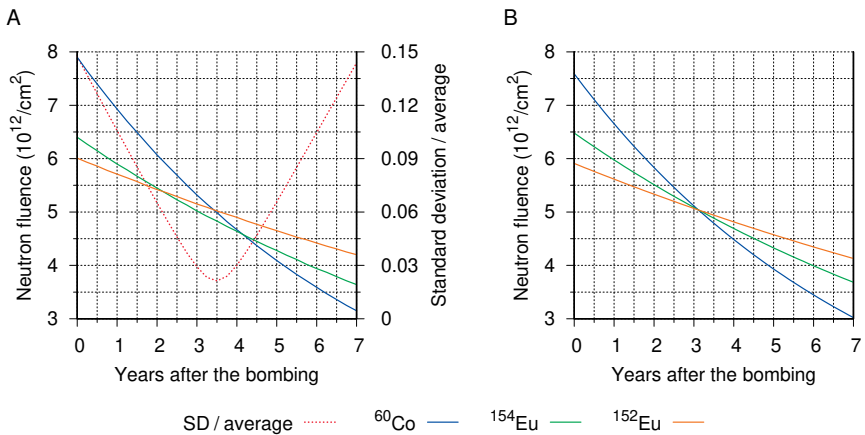 A
B
8
7
6
5
4
3
Neutron fluence (10¹²/cm²)
0.15
0.12
0.09
0.06
0.03
0
Standard deviation / average
0 1 2 3 4 5 6 7
Years after the bombing
8
7
6
5
4
3
Neutron fluence (10¹²/cm²)
0 1 2 3 4 5 6 7
Years after the bombing
SD / average ⁶⁰Co ¹⁵⁴Eu ¹⁵²Eu